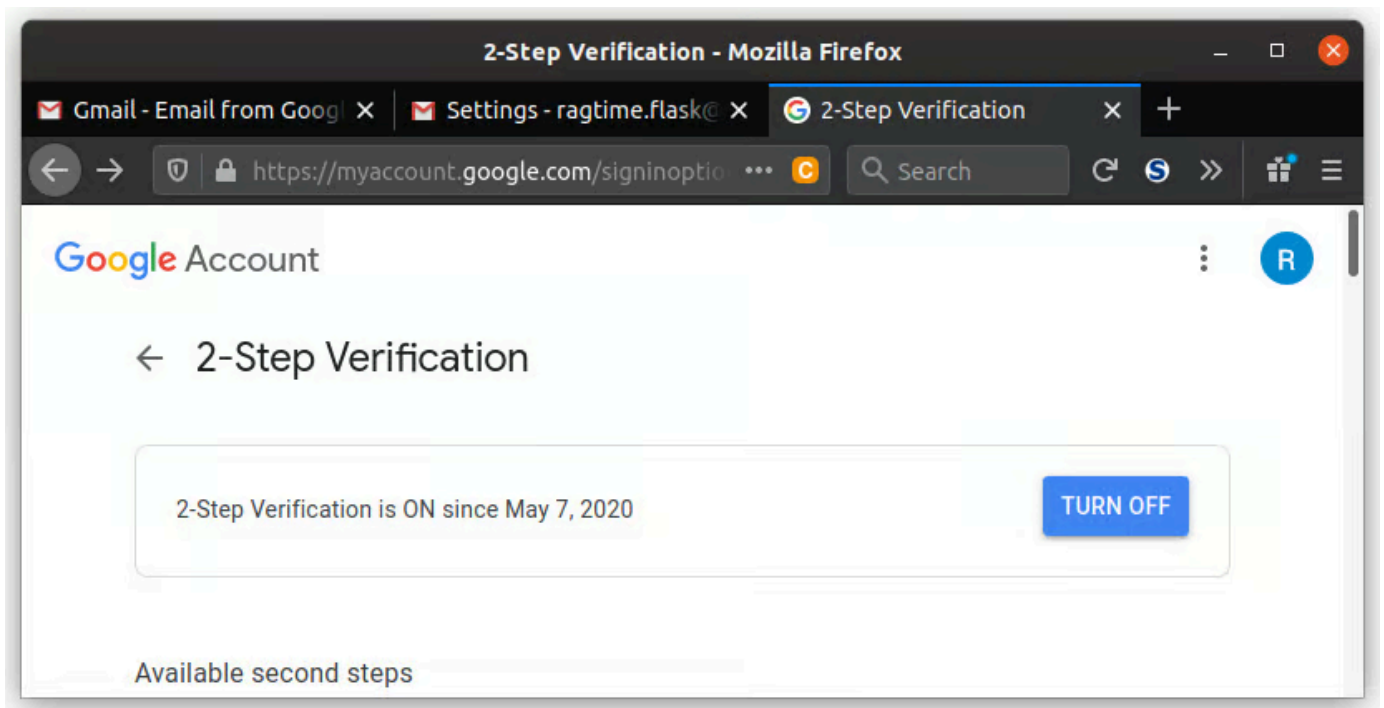 2-Step Verification - Mozilla Firefox
Gmail - Email from Googl Settings - ragtime.flask@ 2-Step Verification
https://myaccount.google.com/signinoptio C Search S
Google Account R
2-Step Verification
2-Step Verification is ON since May 7, 2020 TURN OFF
Available second steps